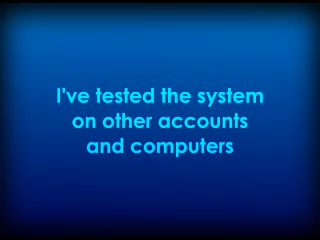 I've tested the system
on other accounts
and computers